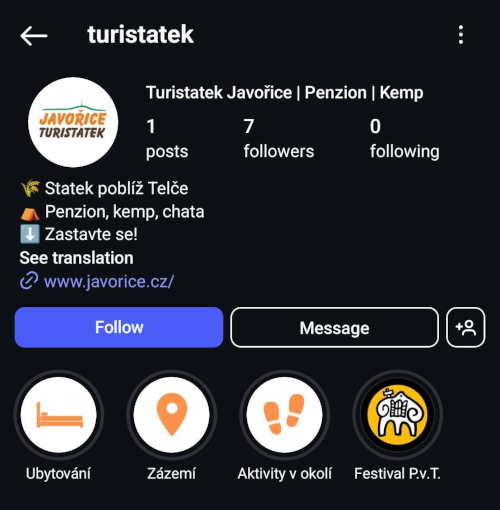 turistatek
JAVOŘICE
TURISTATEK
Turistatek Javořice | Penzion | Kemp
1 7 0
posts followers following
🌾 Statek poblíž Telče
⛺ Penzion, kemp, chata
⬇️ Zastavte se!
See translation
www.javorice.cz/
Follow Message
Ubytování Zázemí Aktivity v okolí Festival P.v.T.